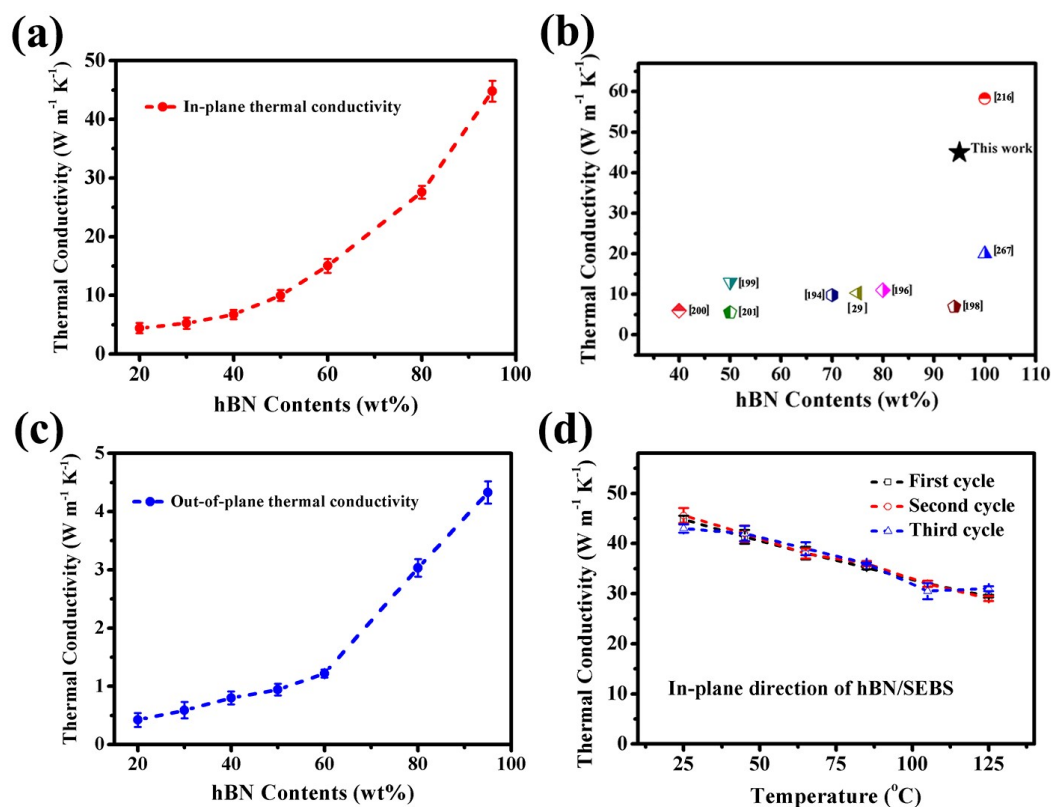 (a)
Thermal Conductivity (W m⁻¹ K⁻¹)
50
40
30
20
10
0
In-plane thermal conductivity
20 40 60 80 100
hBN Contents (wt%)
(b)
Thermal Conductivity (W m⁻¹ K⁻¹)
60
50
40
30
20
10
0
[216]
This work
[267]
[199]
[194]
[29]
[196]
[200]
[201]
[198]
40 50 60 70 80 90 100 110
hBN Contents (wt%)
(c)
Thermal Conductivity (W m⁻¹ K⁻¹)
5
4
3
2
1
0
Out-of-plane thermal conductivity
20 40 60 80 100
hBN Contents (wt%)
(d)
Thermal Conductivity (W m⁻¹ K⁻¹)
50
40
30
20
10
0
First cycle
Second cycle
Third cycle
In-plane direction of hBN/SEBS
25 50 75 100 125
Temperature (°C)